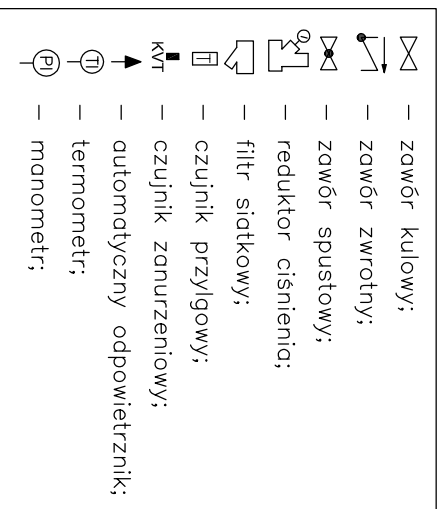 – zawór kulowy;
– zawór zwrotny;
– zawór spustowy;
– reduktor ciśnienia;
– filtr siatkowy;
T – czujnik przylgowy;
KVT – czujnik zanurzeniowy;
– automatyczny odpowietrznik;
TI – termometr;
PI – manometr;